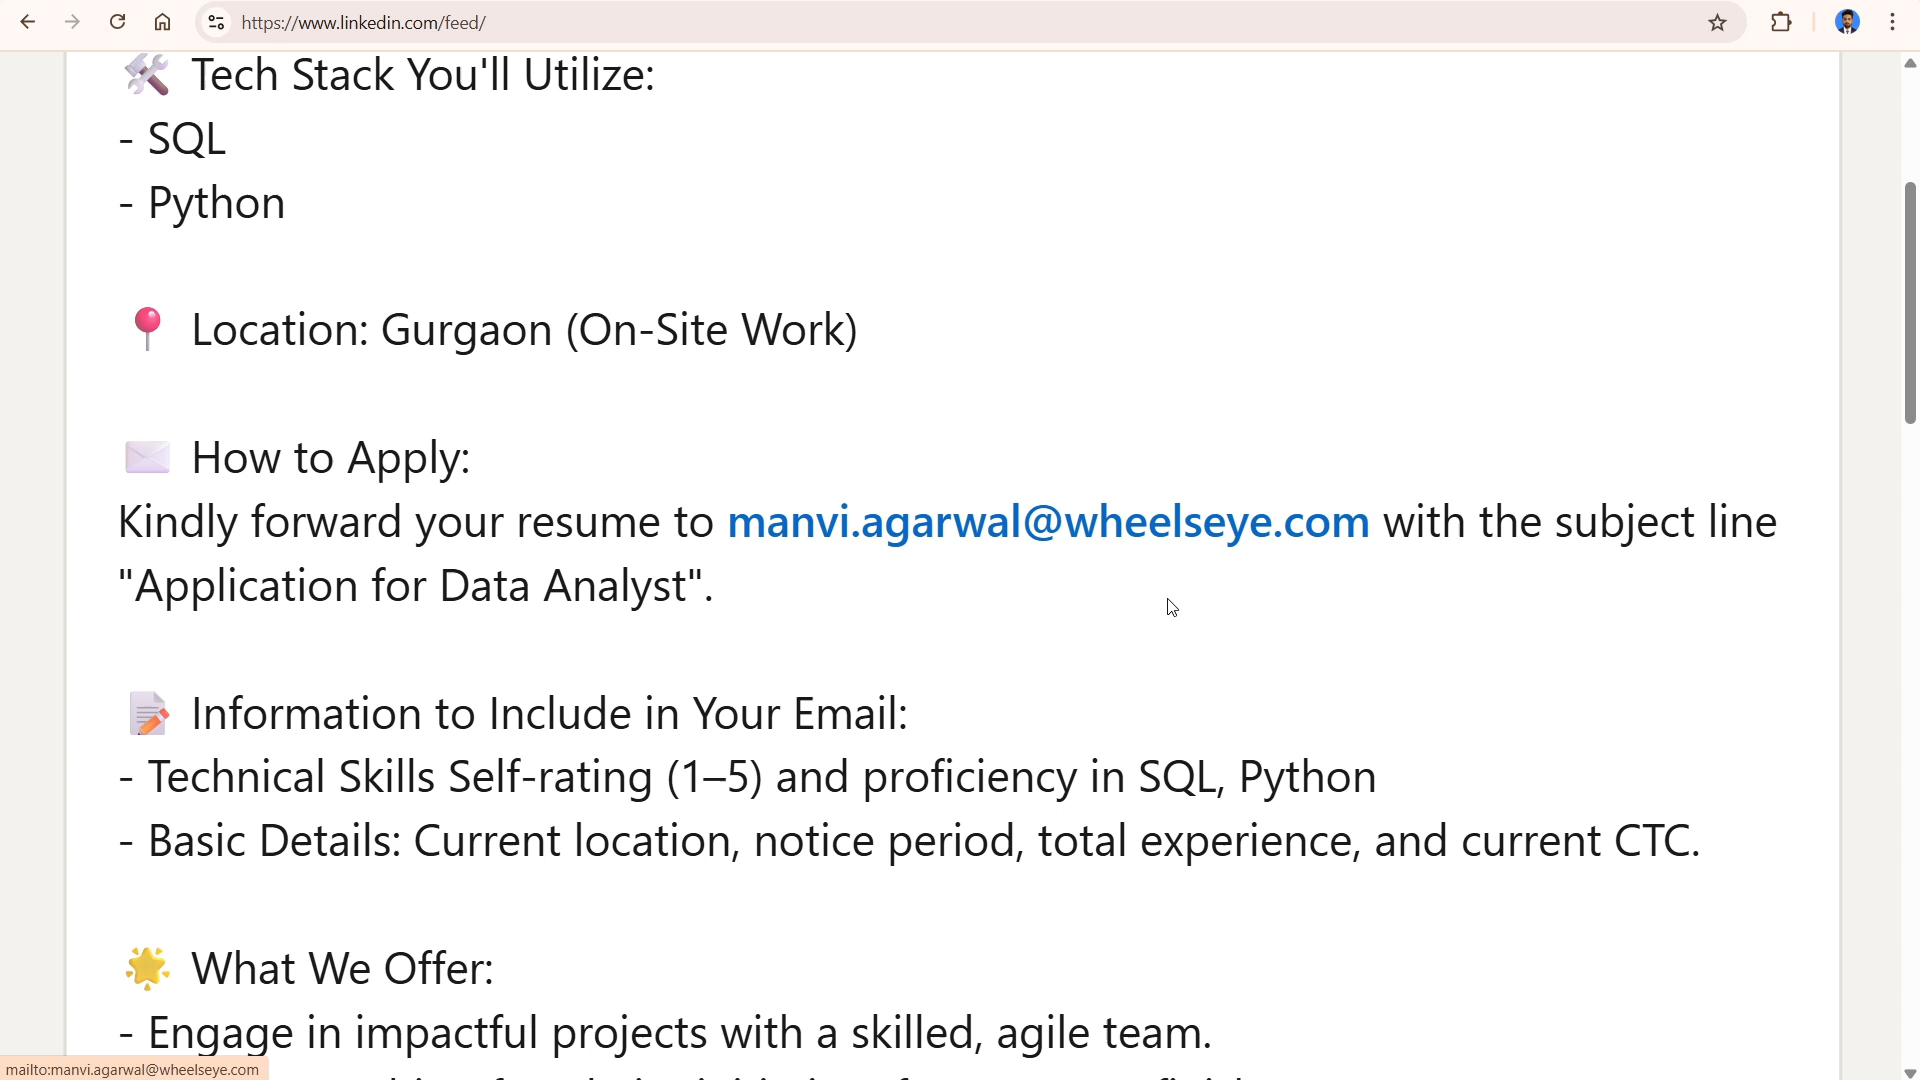 https://www.linkedin.com/feed/
🛠 Tech Stack You'll Utilize:
- SQL
- Python
📍 Location: Gurgaon (On-Site Work)
✉️ How to Apply:
Kindly forward your resume to manvi.agarwal@wheelseye.com with the subject line
"Application for Data Analyst".
📝 Information to Include in Your Email:
- Technical Skills Self-rating (1–5) and proficiency in SQL, Python
- Basic Details: Current location, notice period, total experience, and current CTC.
🌟 What We Offer:
- Engage in impactful projects with a skilled, agile team.
mailto:manvi.agarwal@wheelseye.com